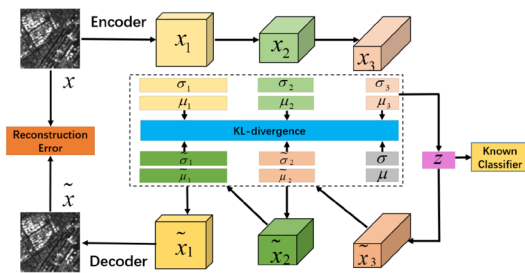 Encoder
x
x₁
x₂
x₃
σ₁
σ₂
σ₃
μ₁
μ₂
μ₃
KL-divergence
Reconstruction
Error
σ̃₁
σ̃₂
σ
μ̃₁
μ̃₂
μ
z
Known
Classifier
x̃
x̃₁
x̃₂
x̃₃
Decoder